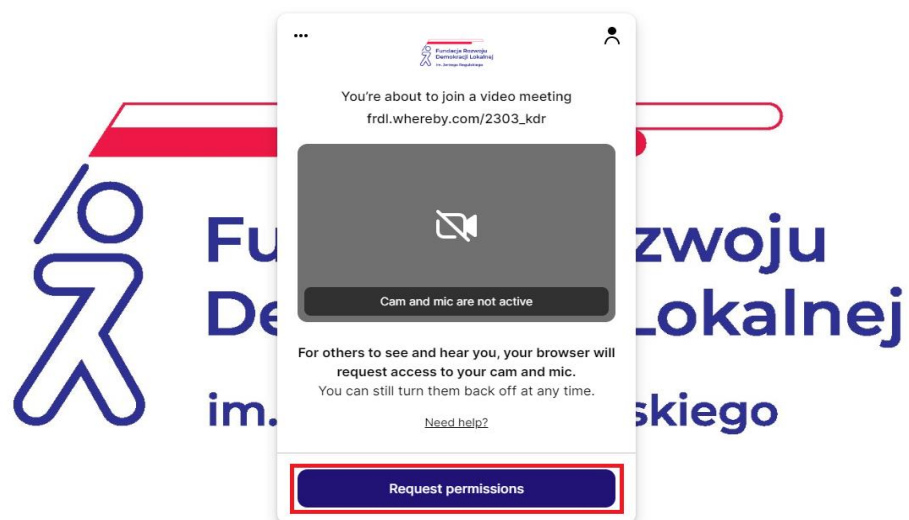 ...
Fundacja Rozwoju
Demokracji Lokalnej
im. Jerzego Regulskiego
You're about to join a video meeting
frdl.whereby.com/2303_kdr
Fu
zwoju
De
Lokalnej
im.
skiego
Cam and mic are not active
For others to see and hear you, your browser will
request access to your cam and mic.
You can still turn them back off at any time.
Need help?
Request permissions